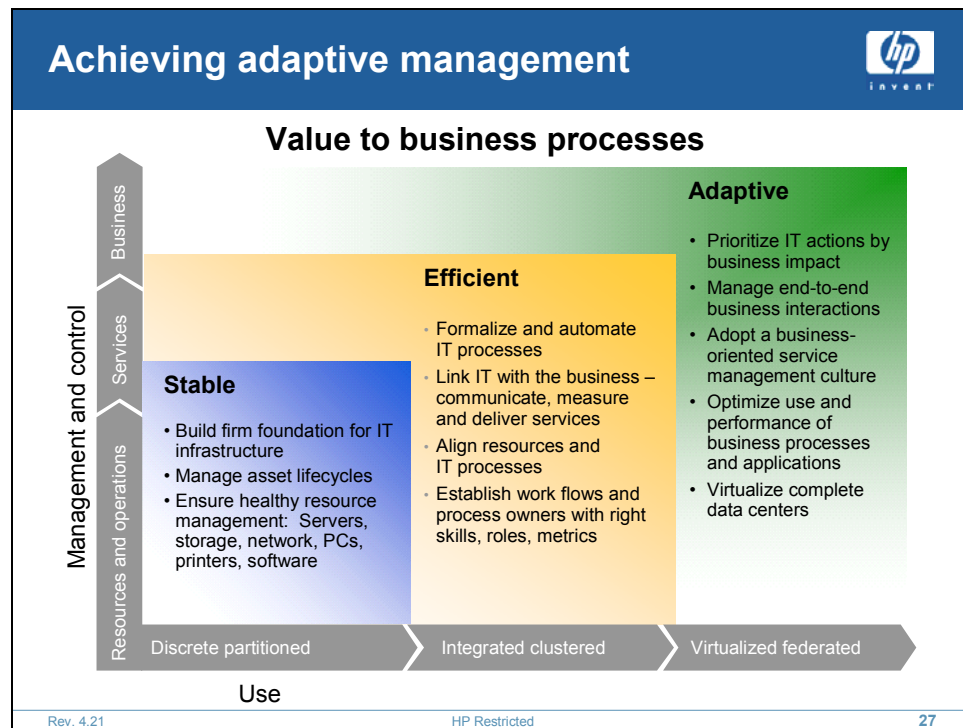 Achieving adaptive management
hp
invent
Value to business processes
Management and control
Business
Services
Resources and operations
Stable
• Build firm foundation for IT
infrastructure
• Manage asset lifecycles
• Ensure healthy resource
management: Servers,
storage, network, PCs,
printers, software
Efficient
• Formalize and automate
IT processes
• Link IT with the business –
communicate, measure
and deliver services
• Align resources and
IT processes
• Establish work flows and
process owners with right
skills, roles, metrics
Adaptive
• Prioritize IT actions by
business impact
• Manage end-to-end
business interactions
• Adopt a business-
oriented service
management culture
• Optimize use and
performance of
business processes
and applications
• Virtualize complete
data centers
Discrete partitioned
Integrated clustered
Virtualized federated
Use
Rev. 4.21
HP Restricted
27